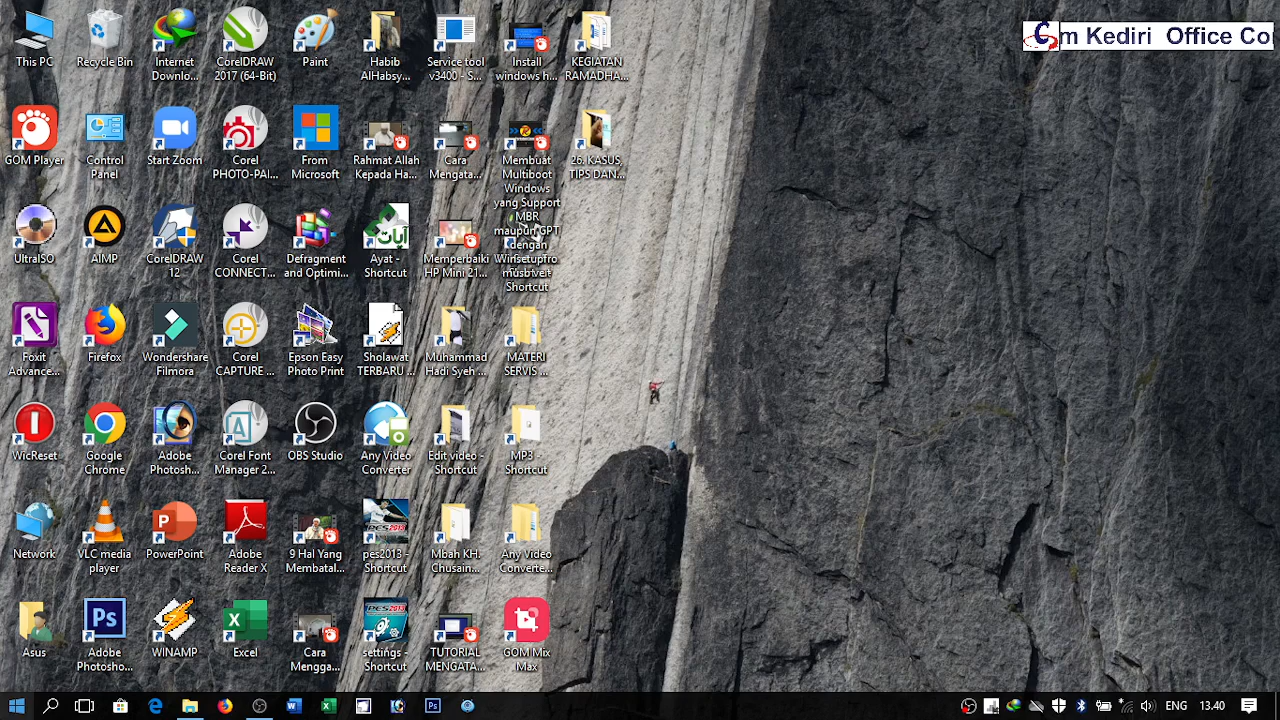 This PC
Recycle Bin
Internet
Downlo...
CorelDRAW
2017 (64-Bit)
Paint
Habib
AlHabsy...
Service tool
v3400 - S...
Install
windows h...
KEGIATAN
RAMADHA...
m Kediri Office Co
GOM Player
Control
Panel
Start Zoom
Corel
PHOTO-PAI...
From
Microsoft
Rahmat Allah
Kepada Ha...
Cara
Mengata...
Membuat
Multiboot
Windows
yang Support
MBR
maupun GPT
dengan
Winsetupfro
musb ver
Shortcut
26. KASUS,
TIPS DAN...
UltraISO
AIMP
CorelDRAW
12
Corel
CONNECT...
Defragment
and Optimi...
Ayat -
Shortcut
Memperbaiki
HP Mini 21...
Foxit
Advance...
Firefox
Wondershare
Filmora
Corel
CAPTURE ...
Epson Easy
Photo Print
Sholawat
TERBARU ...
Muhammad
Hadi Syeh ...
MATERI
SERVIS ...
WicReset
Google
Chrome
Adobe
Photosh...
Corel Font
Manager 2...
OBS Studio
Any Video
Converter
Edit video -
Shortcut
MP3 -
Shortcut
Network
VLC media
player
PowerPoint
Adobe
Reader X
9 Hal Yang
Membatal...
PES2013
pes2013 -
Shortcut
Mbah KH.
Chusain...
Any Video
Converte...
Asus
Adobe
Photosho...
WINAMP
Excel
Cara
Mengga...
PES2013
settings -
Shortcut
TUTORIAL
MENGATA...
GOM Mix
Max
ENG
13.40